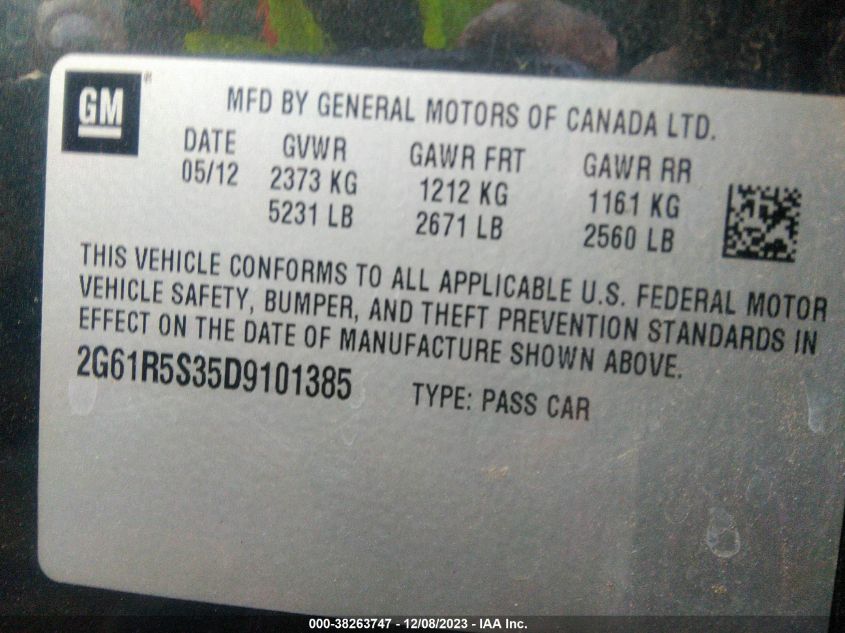 GM ®
MFD BY GENERAL MOTORS OF CANADA LTD.
DATE GVWR GAWR FRT GAWR RR
05/12 2373 KG 1212 KG 1161 KG
5231 LB 2671 LB 2560 LB
THIS VEHICLE CONFORMS TO ALL APPLICABLE U.S. FEDERAL MOTOR
VEHICLE SAFETY, BUMPER, AND THEFT PREVENTION STANDARDS IN
EFFECT ON THE DATE OF MANUFACTURE SHOWN ABOVE.
2G61R5S35D9101385 TYPE: PASS CAR
000-38263747 - 12/08/2023 - IAA Inc.